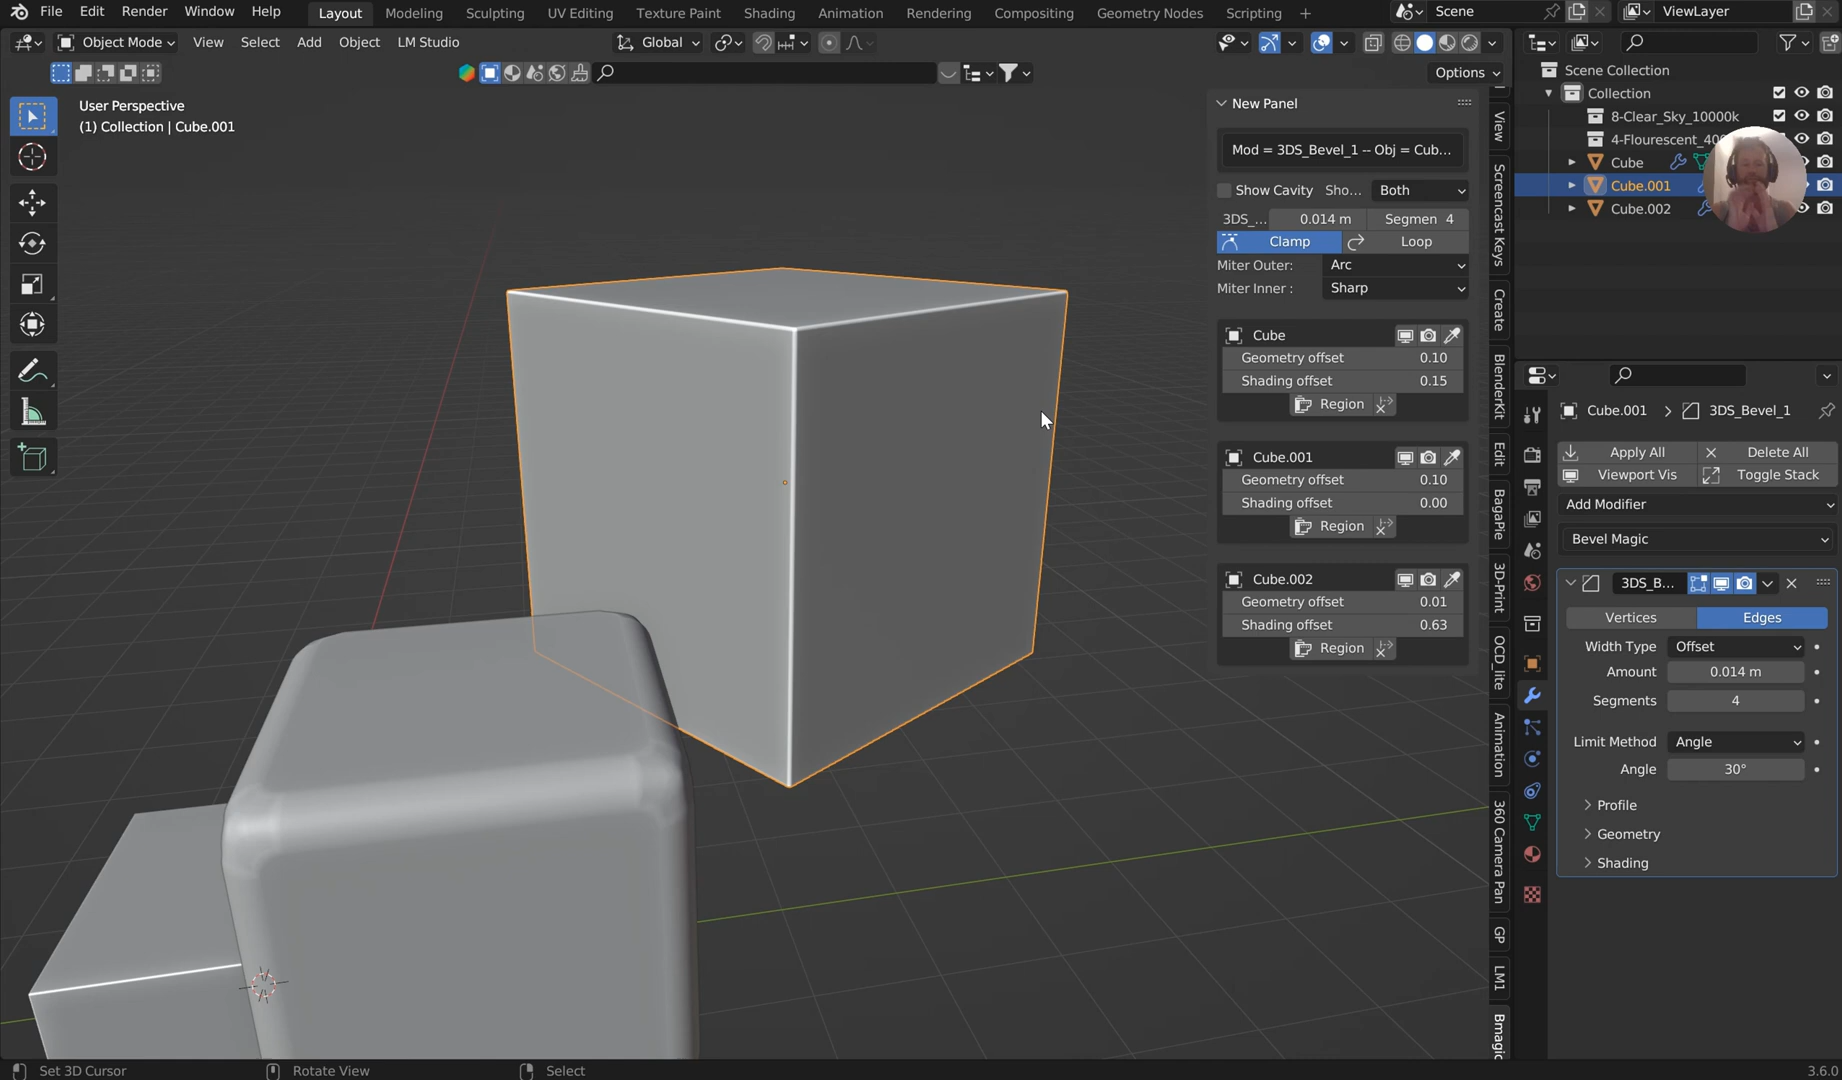 File Edit Render Window Help Layout Modeling Sculpting UV Editing Texture Paint Shading Animation Rendering Compositing Geometry Nodes Scripting + Scene ViewLayer
Object Mode View Select Add Object LM Studio Global
Options
User Perspective
(1) Collection | Cube.001
New Panel
Mod = 3DS_Bevel_1 -- Obj = Cub...
Show Cavity Sho... Both
3DS_... 0.014 m Segmen 4
Clamp Loop
Miter Outer: Arc
Miter Inner : Sharp
Cube
Geometry offset 0.10
Shading offset 0.15
Region
Cube.001
Geometry offset 0.10
Shading offset 0.00
Region
Cube.002
Geometry offset 0.01
Shading offset 0.63
Region
View
Screencast Keys
Create
BlenderKit
Edit
BagaPie
3D-Print
OCD_lite
Animation
360 Camera Pan
GP
LM1
Bmagic
Scene Collection
Collection
8-Clear_Sky_10000k
4-Flourescent_400
Cube
Cube.001
Cube.002
Cube.001 > 3DS_Bevel_1
Apply All Delete All
Viewport Vis Toggle Stack
Add Modifier
Bevel Magic
3DS_B...
Vertices Edges
Width Type Offset
Amount 0.014 m
Segments 4
Limit Method Angle
Angle 30°
Profile
Geometry
Shading
Set 3D Cursor Rotate View Select 3.6.0